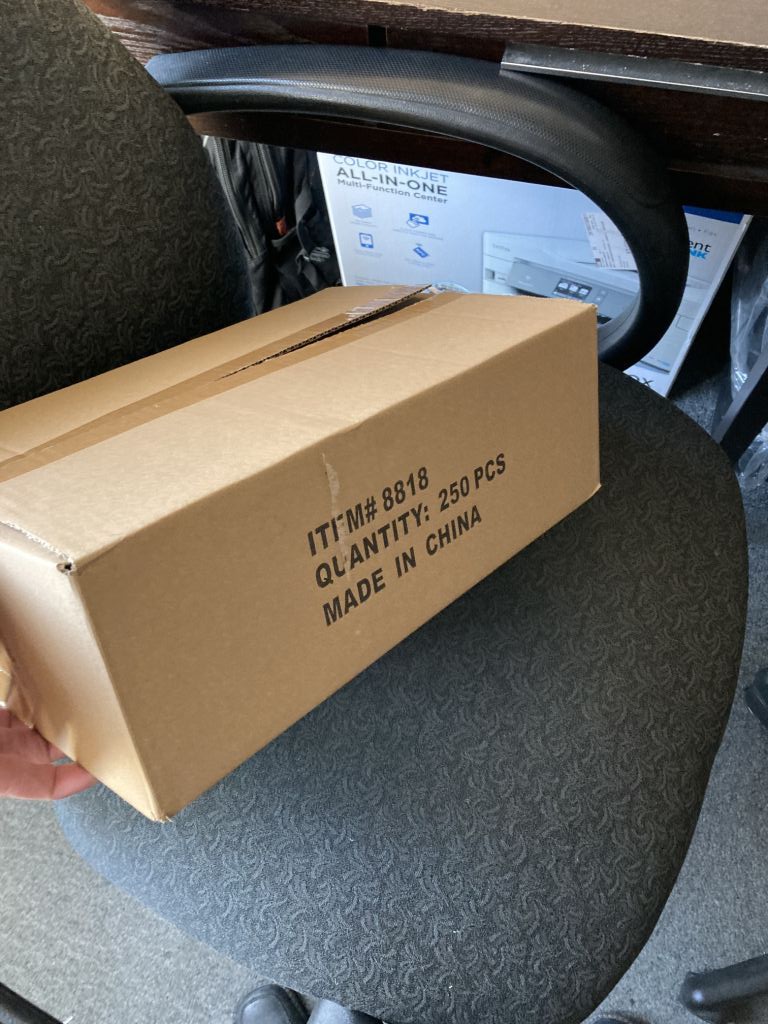 COLOR INKJET
ALL-IN-ONE
Multi-Function Center
ITEM# 8818
QUANTITY: 250 PCS
MADE IN CHINA